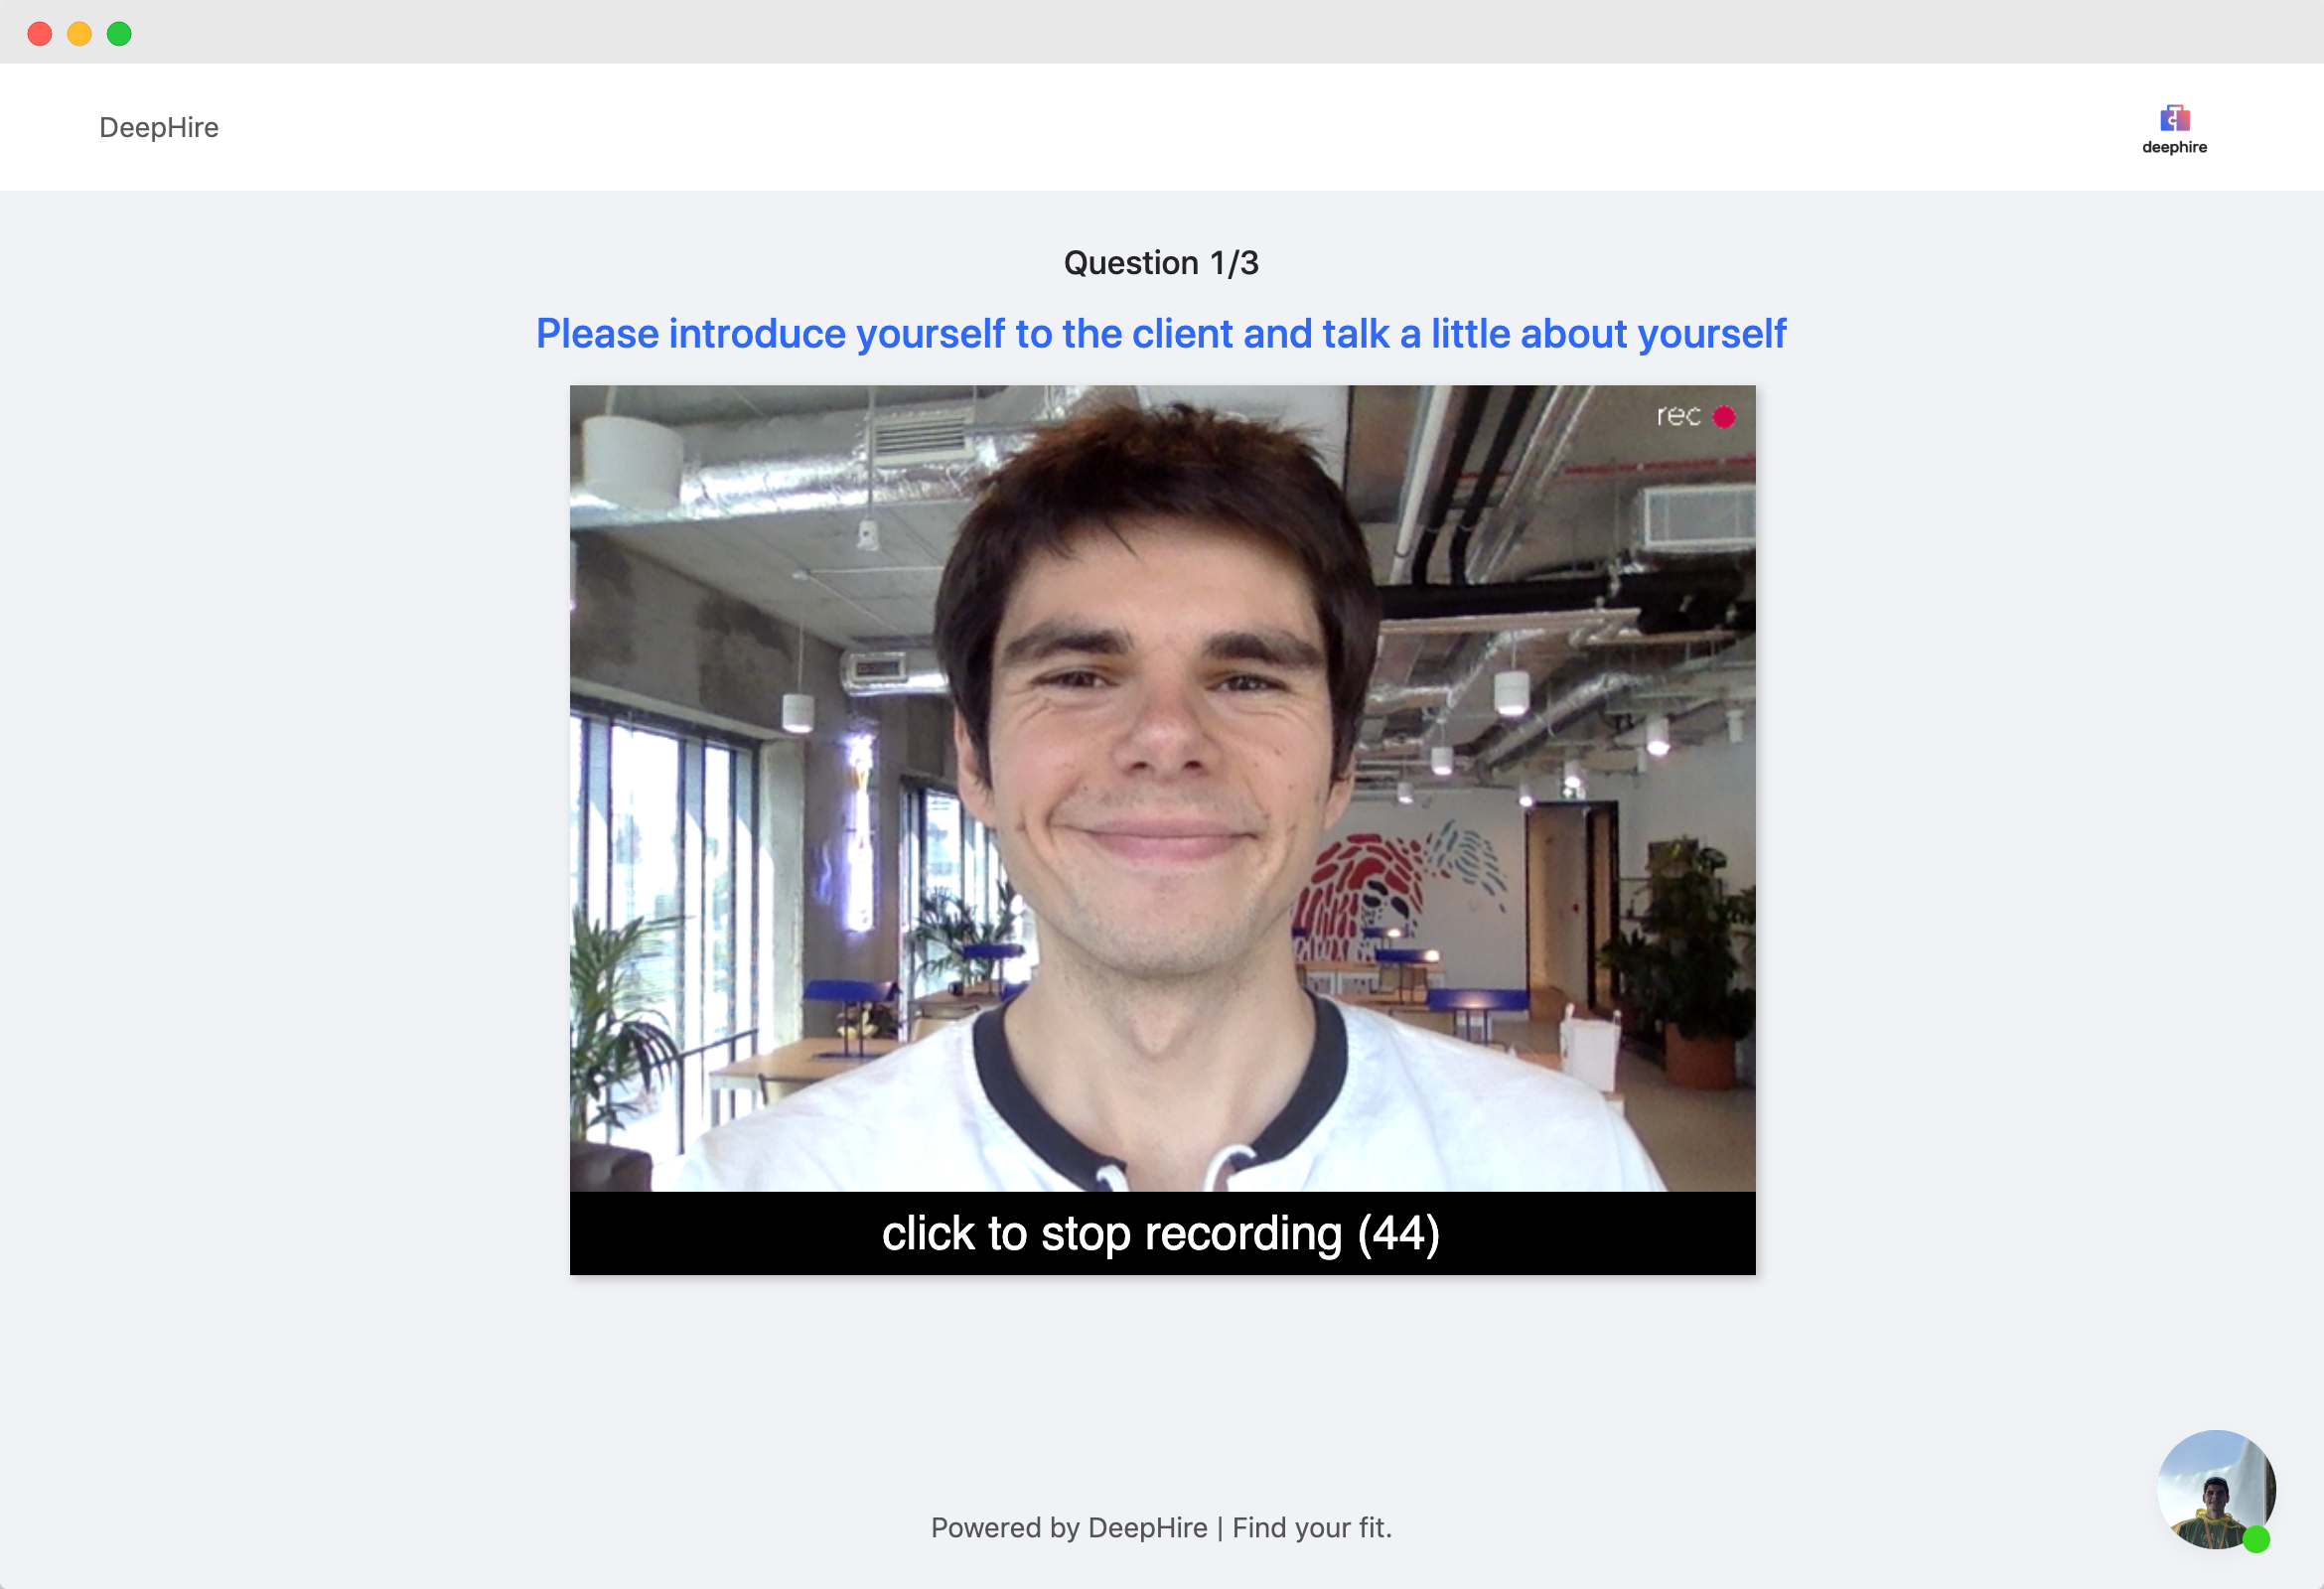 DeepHire
deephire
Question 1/3
Please introduce yourself to the client and talk a little about yourself
rec
click to stop recording (44)
Powered by DeepHire | Find your fit.